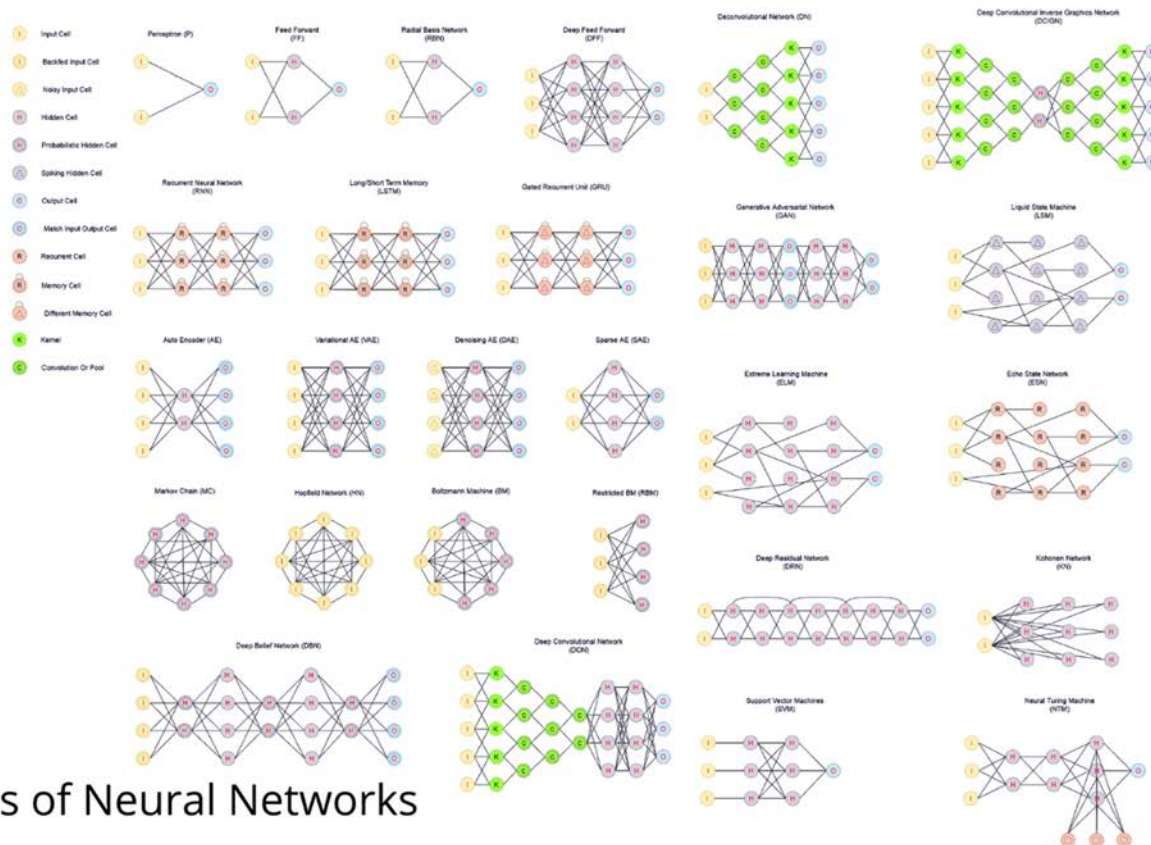 Input Cell
Backfed Input Cell
Noisy Input Cell
Hidden Cell
Probabilistic Hidden Cell
Spiking Hidden Cell
Output Cell
Match Input Output Cell
Recurrent Cell
Memory Cell
Different Memory Cell
Kernel
Convolution Or Pool
Perceptron (P)
Feed Forward
(FF)
Radial Basis Network
(RBN)
Deep Feed Forward
(DFF)
Recurrent Neural Network
(RNN)
Long/Short Term Memory
(LSTM)
Gated Recurrent Unit (GRU)
Auto Encoder (AE)
Variational AE (VAE)
Denoising AE (DAE)
Sparse AE (SAE)
Markov Chain (MC)
Hopfield Network (HN)
Boltzmann Machine (BM)
Restricted BM (RBM)
Deep Belief Network (DBN)
Deep Convolutional Network
(DCN)
Deconvolutional Network (DN)
Deep Convolutional Inverse Graphics Network
(DCIGN)
Generative Adversarial Network
(GAN)
Liquid State Machine
(LSM)
Extreme Learning Machine
(ELM)
Echo State Network
(ESN)
Deep Residual Network
(DRN)
Kohonen Network
(KN)
Support Vector Machines
(SVM)
Neural Turing Machine
(NTM)
s of Neural Networks